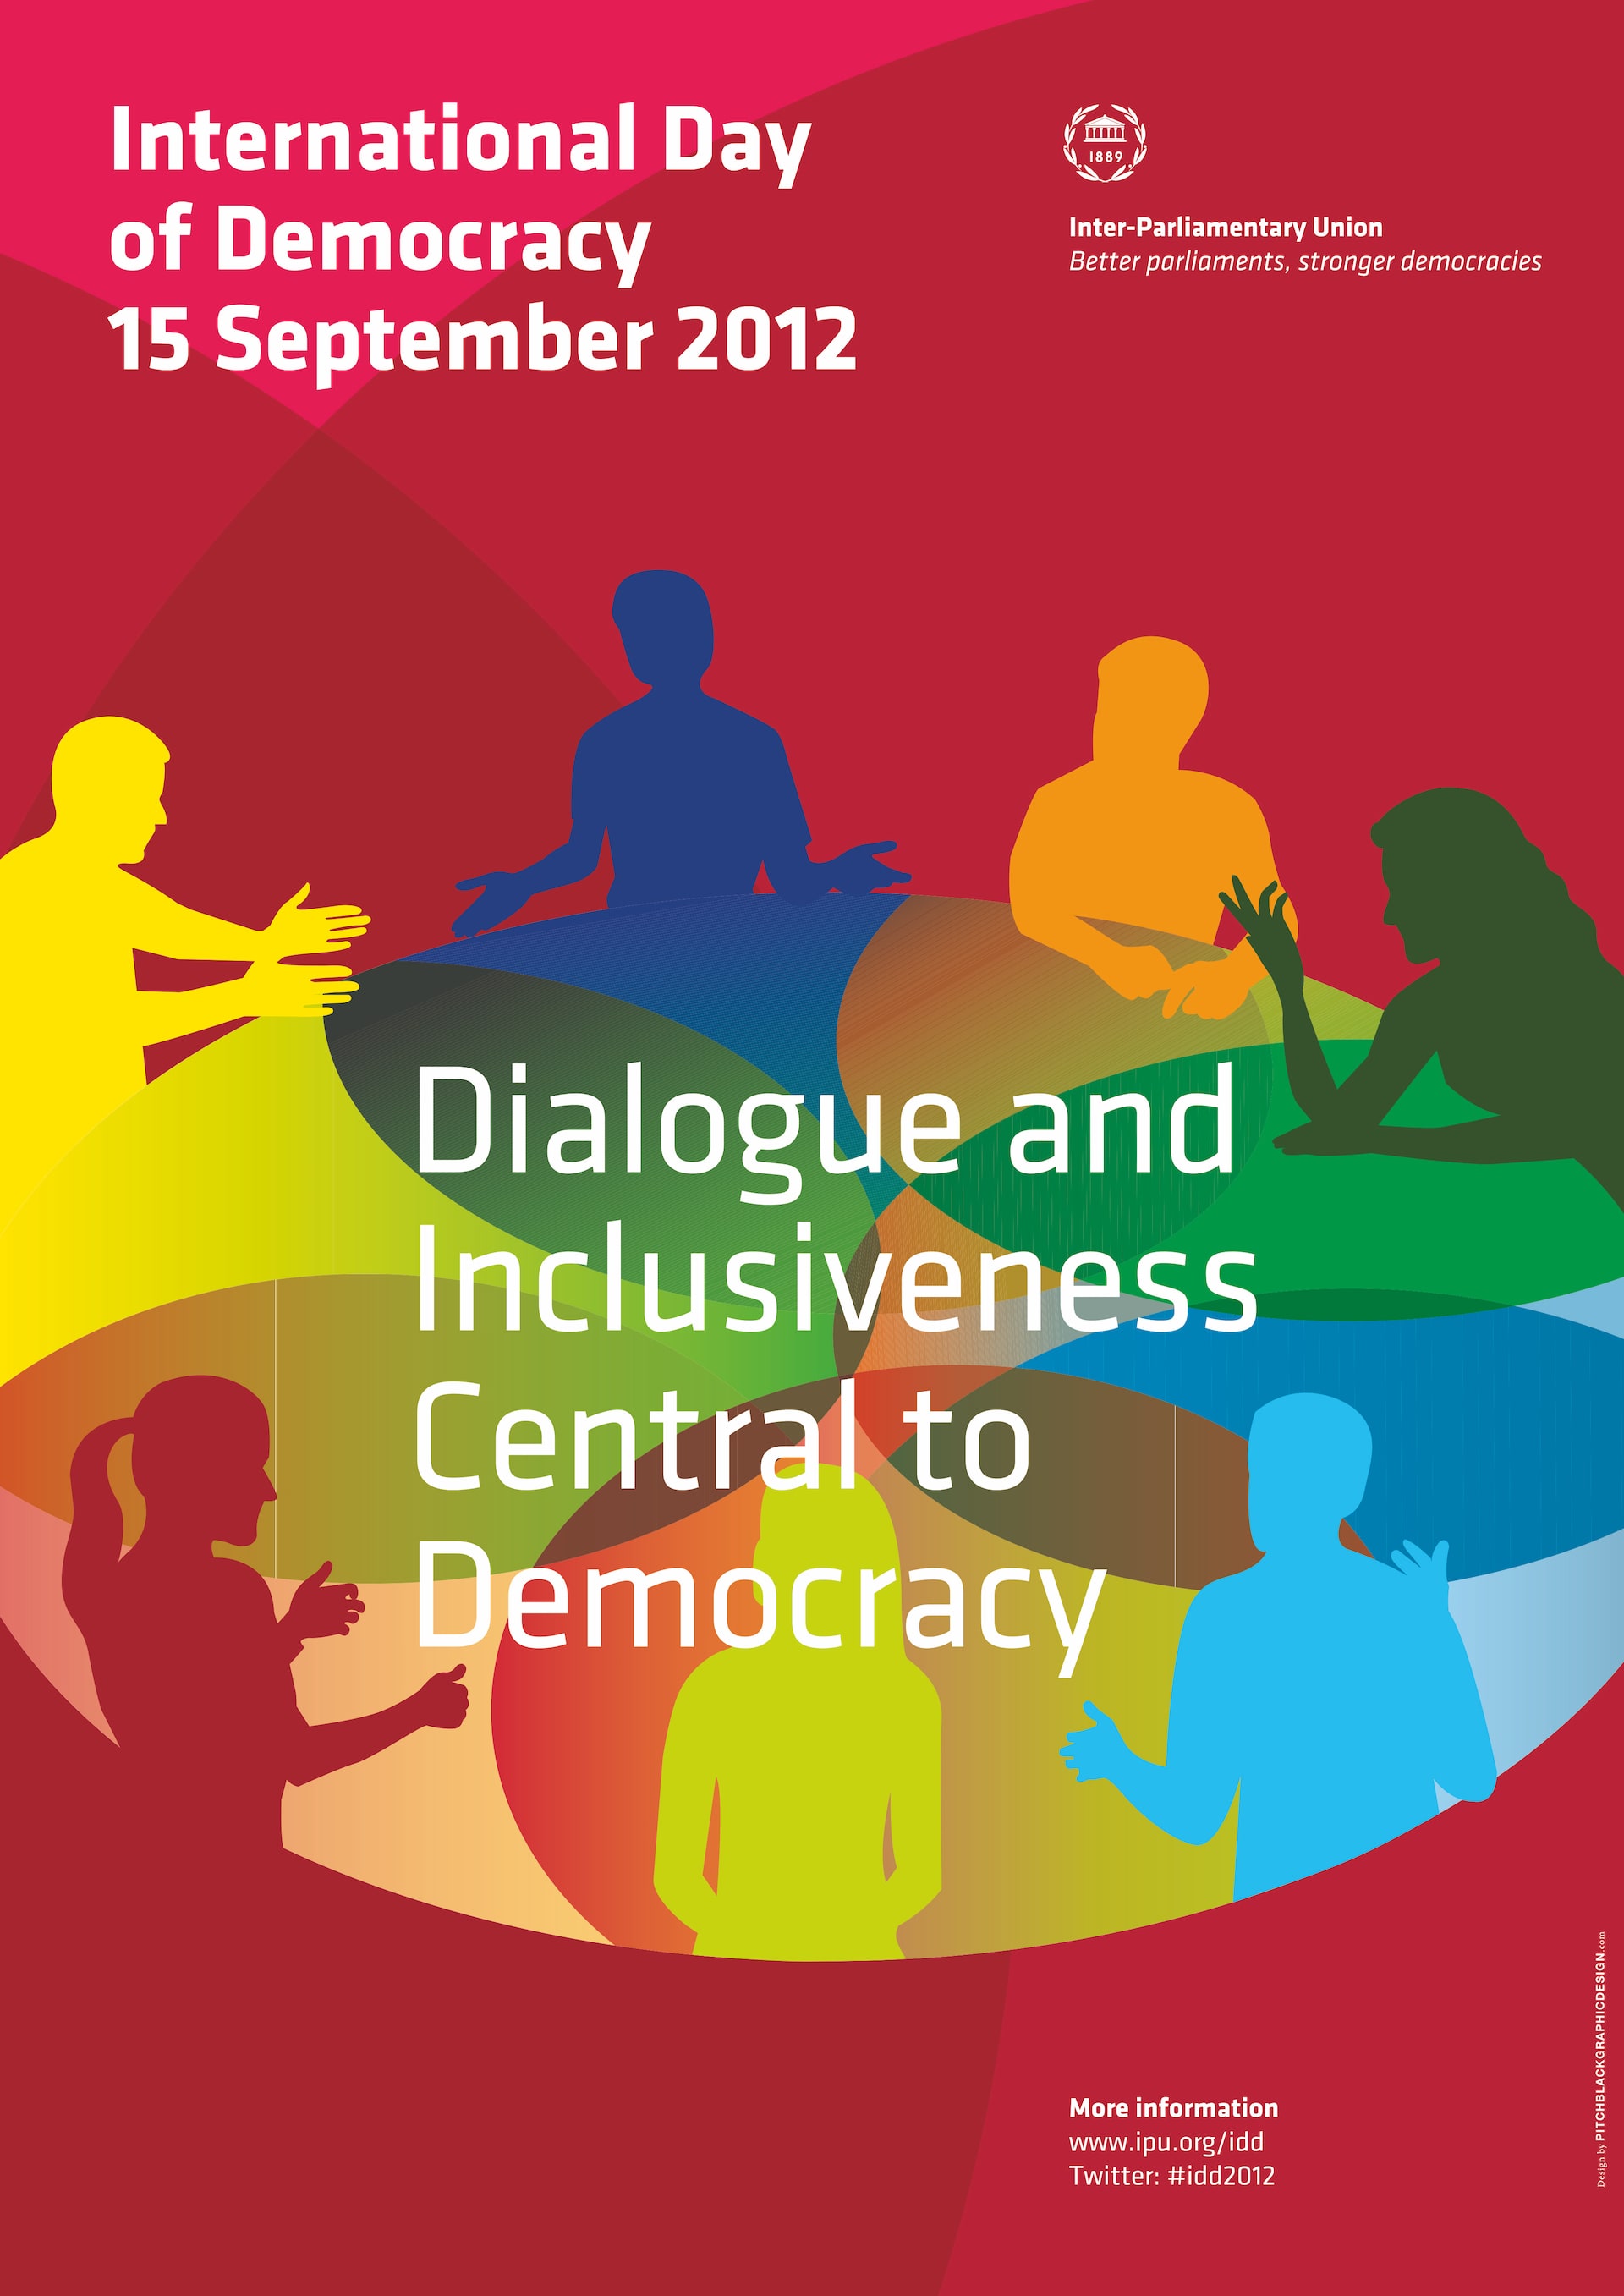 International Day
of Democracy
15 September 2012
1889
Inter-Parliamentary Union
Better parliaments, stronger democracies
Dialogue and
Inclusiveness
Central to
Democracy
More information
www.ipu.org/idd
Twitter: #idd2012
Design by PITCHBLACKGRAPHICDESIGN.com